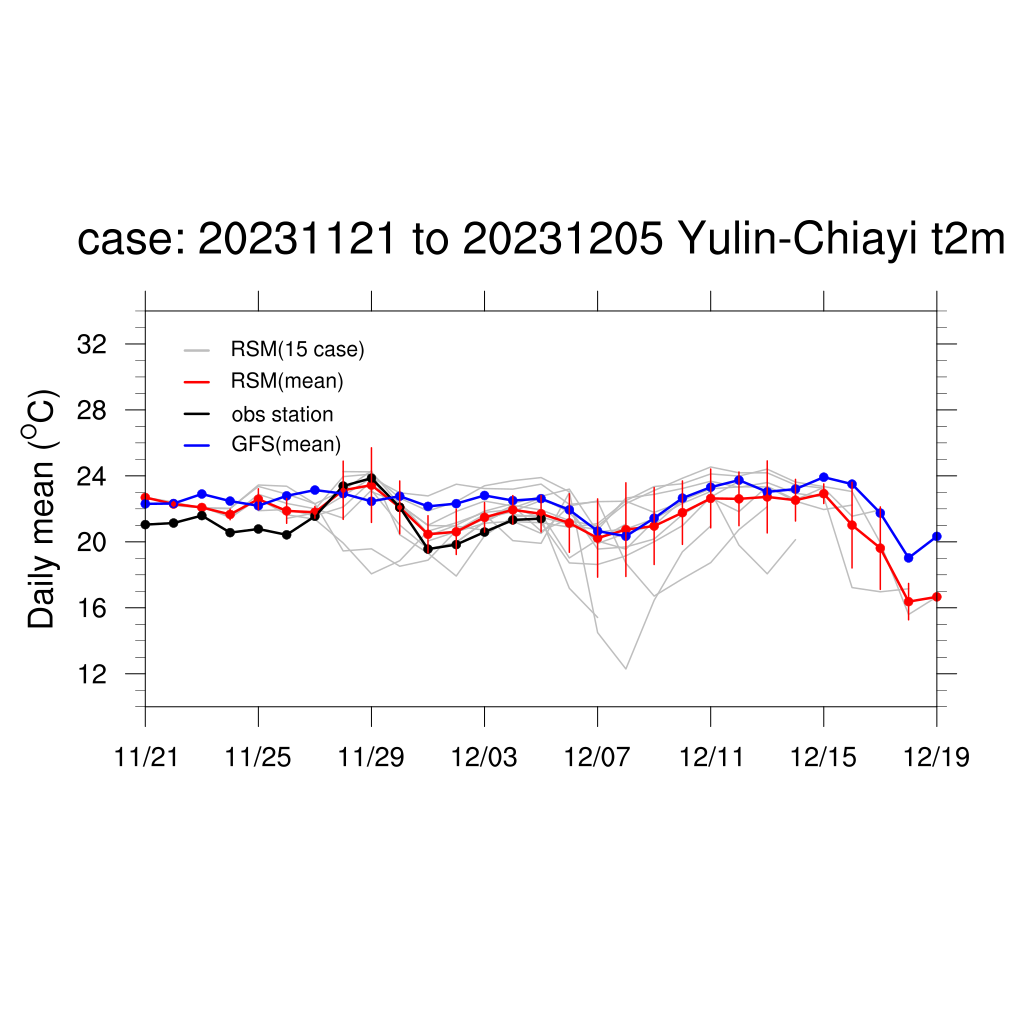 case: 20231121 to 20231205 Yulin-Chiayi t2m
RSM(15 case)
RSM(mean)
obs station
GFS(mean)
Daily mean (°C)
32
28
24
20
16
12
11/21 11/25 11/29 12/03 12/07 12/11 12/15 12/19